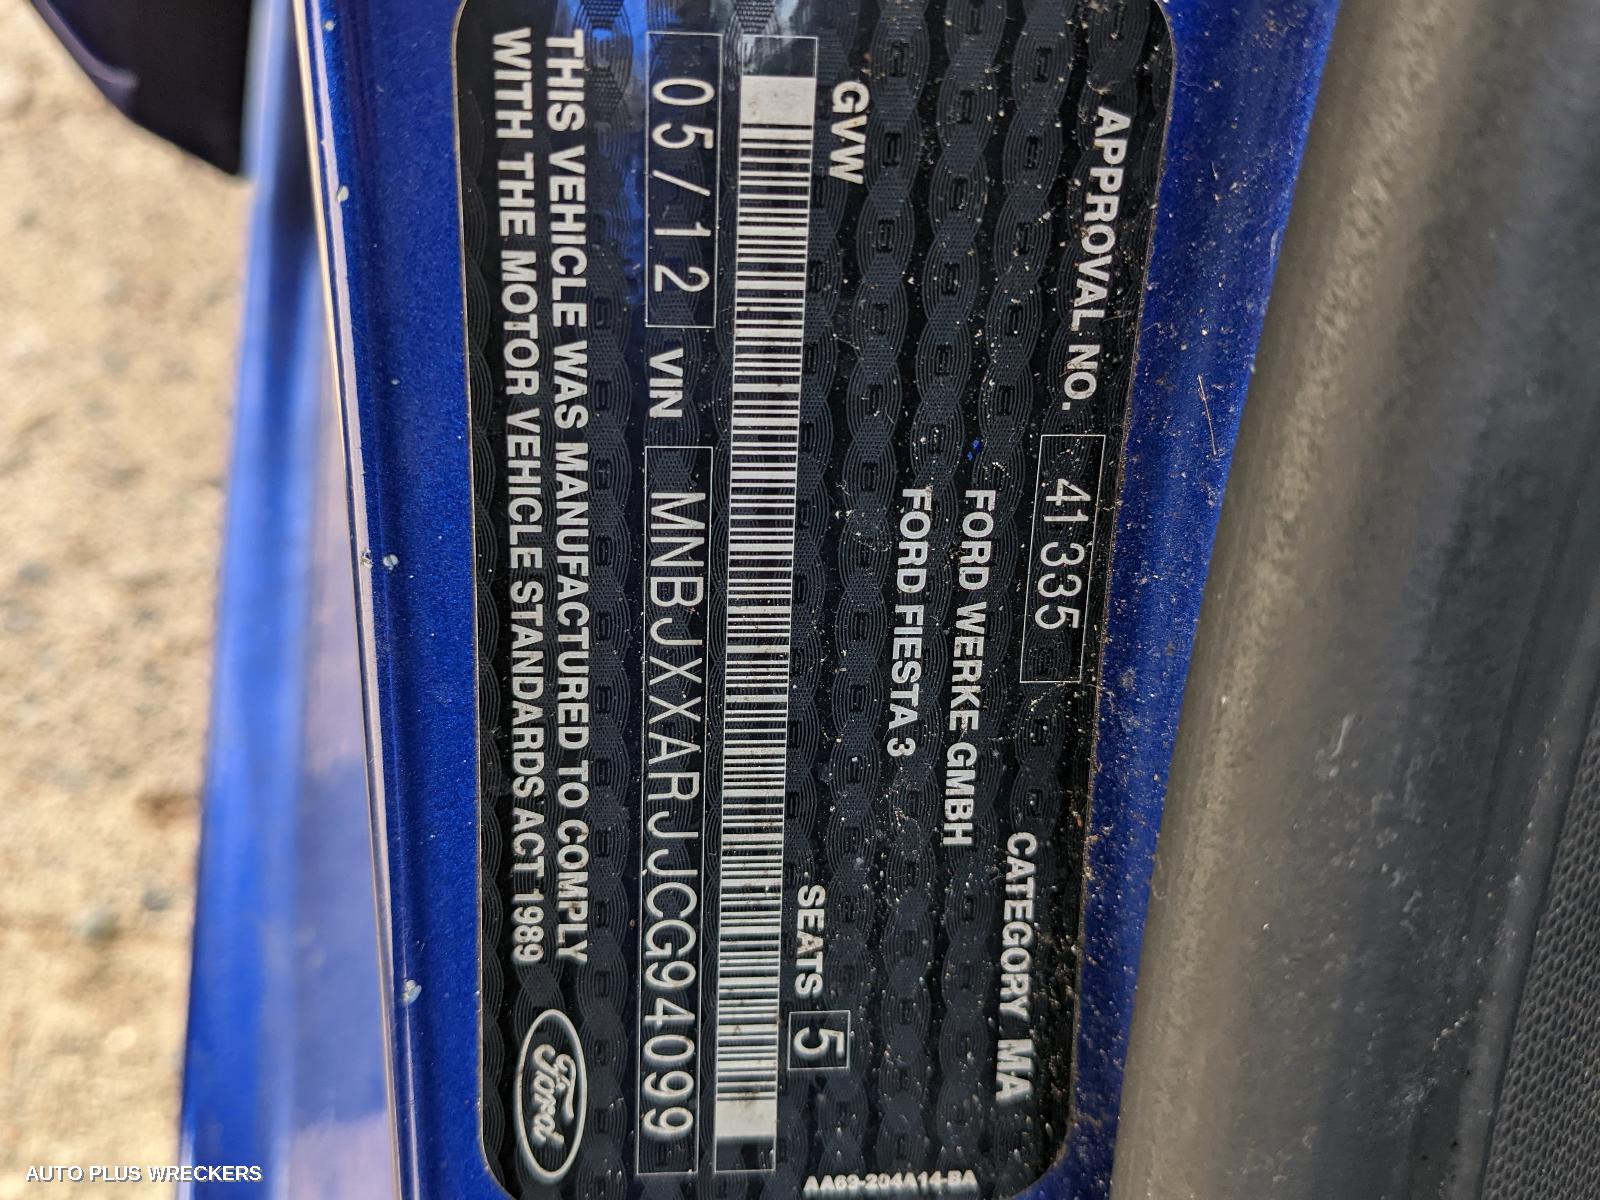 APPROVAL NO. 41335
CATEGORY MA
FORD WERKE GMBH
FORD FIESTA 3
GVW
SEATS 5
05/12 VIN MNBJXXARJJCG94099
THIS VEHICLE WAS MANUFACTURED TO COMPLY
WITH THE MOTOR VEHICLE STANDARDS ACT 1989
Ford
AA69-204A14-BA
AUTO PLUS WRECKERS